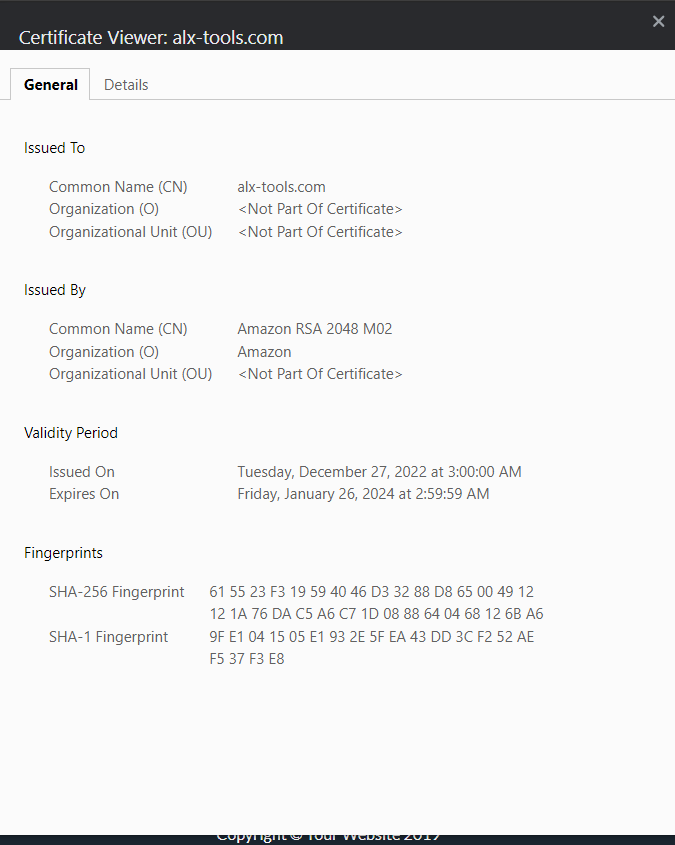 Certificate Viewer: alx-tools.com
General Details
Issued To
Common Name (CN) alx-tools.com
Organization (O) <Not Part Of Certificate>
Organizational Unit (OU) <Not Part Of Certificate>
Issued By
Common Name (CN) Amazon RSA 2048 M02
Organization (O) Amazon
Organizational Unit (OU) <Not Part Of Certificate>
Validity Period
Issued On Tuesday, December 27, 2022 at 3:00:00 AM
Expires On Friday, January 26, 2024 at 2:59:59 AM
Fingerprints
SHA-256 Fingerprint 61 55 23 F3 19 59 40 46 D3 32 88 D8 65 00 49 12
12 1A 76 DA C5 A6 C7 1D 08 88 64 04 68 12 6B A6
SHA-1 Fingerprint 9F E1 04 15 05 E1 93 2E 5F EA 43 DD 3C F2 52 AE
F5 37 F3 E8
Copyright © Your Website 2019